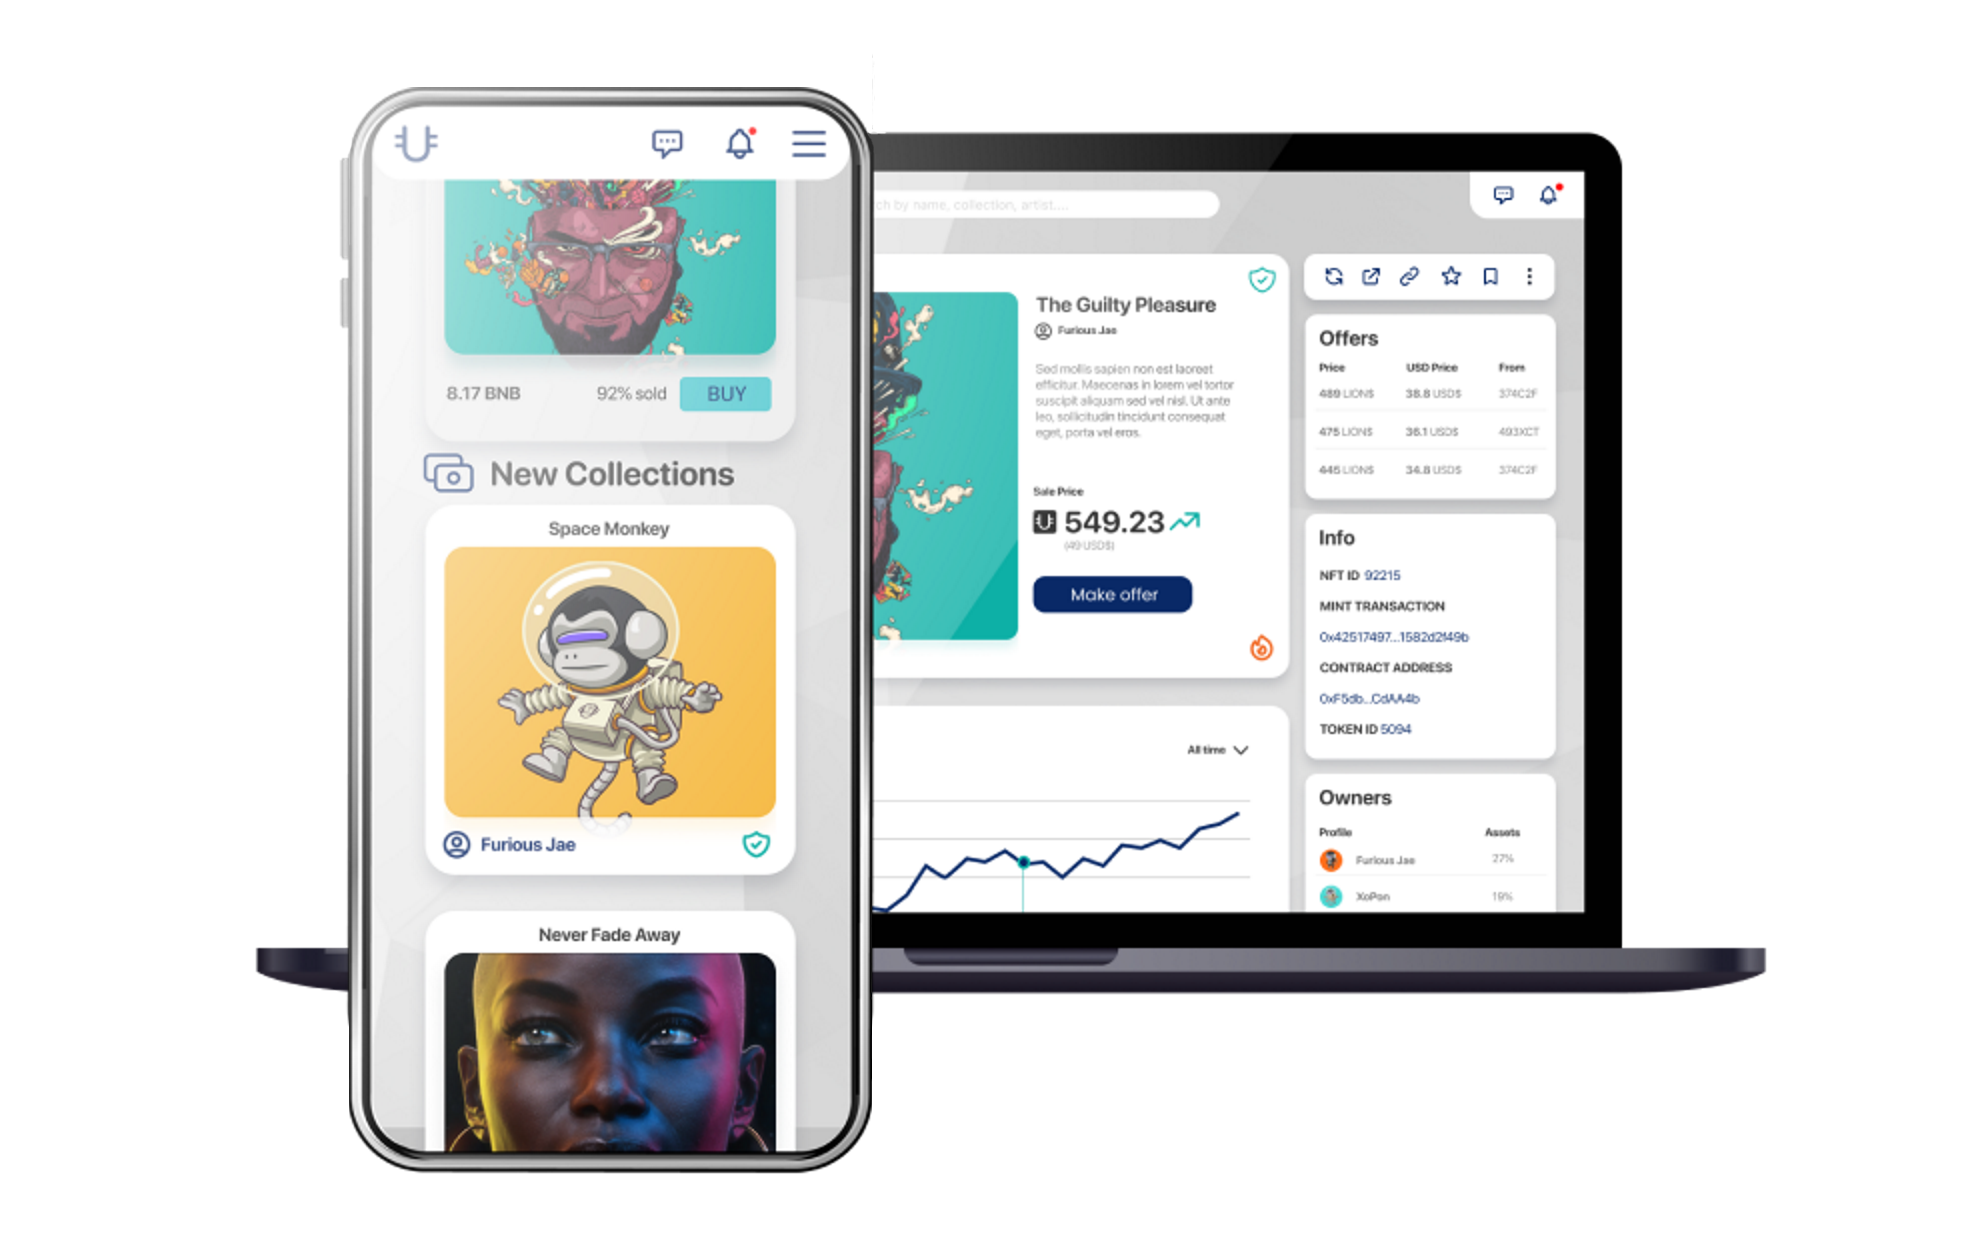 8.17 BNB 92% sold BUY
New Collections
Space Monkey
Furious Jae
Never Fade Away
ch by name, collection, artist....
The Guilty Pleasure
Furious Jae
Sed mollis sapien non est laoreet
efficitur. Maecenas in lorem vel tortor
suscipit aliquam sed vel nisl. Ut ante
leo, sollicitudin tincidunt consequat
eget, porta vel eros.
Sale Price
549.23
(49 USD$)
Make offer
All time
Offers
Price USD Price From
489 LIONS 38.8 USD$ 374C2F
475 LIONS 36.1 USD$ 493XCT
445 LIONS 34.8 USD$ 374C2F
Info
NFT ID 92215
MINT TRANSACTION
0x42517497...1582d2f49b
CONTRACT ADDRESS
0xF5db...CdAA4b
TOKEN ID 5094
Owners
Profile Assets
Furious Jae 27%
XoPon 19%